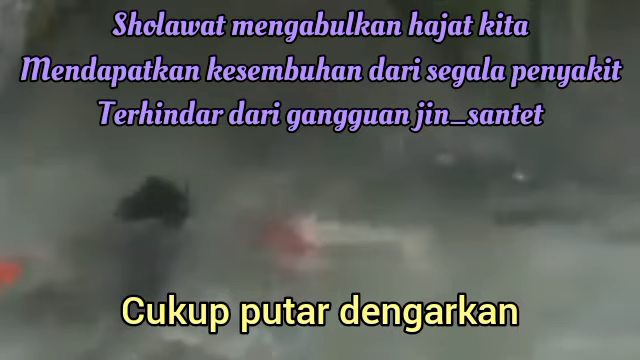 Sholawat mengabulkan hajat kita
Mendapatkan kesembuhan dari segala penyakit
Terhindar dari gangguan jin_santet
Cukup putar dengarkan